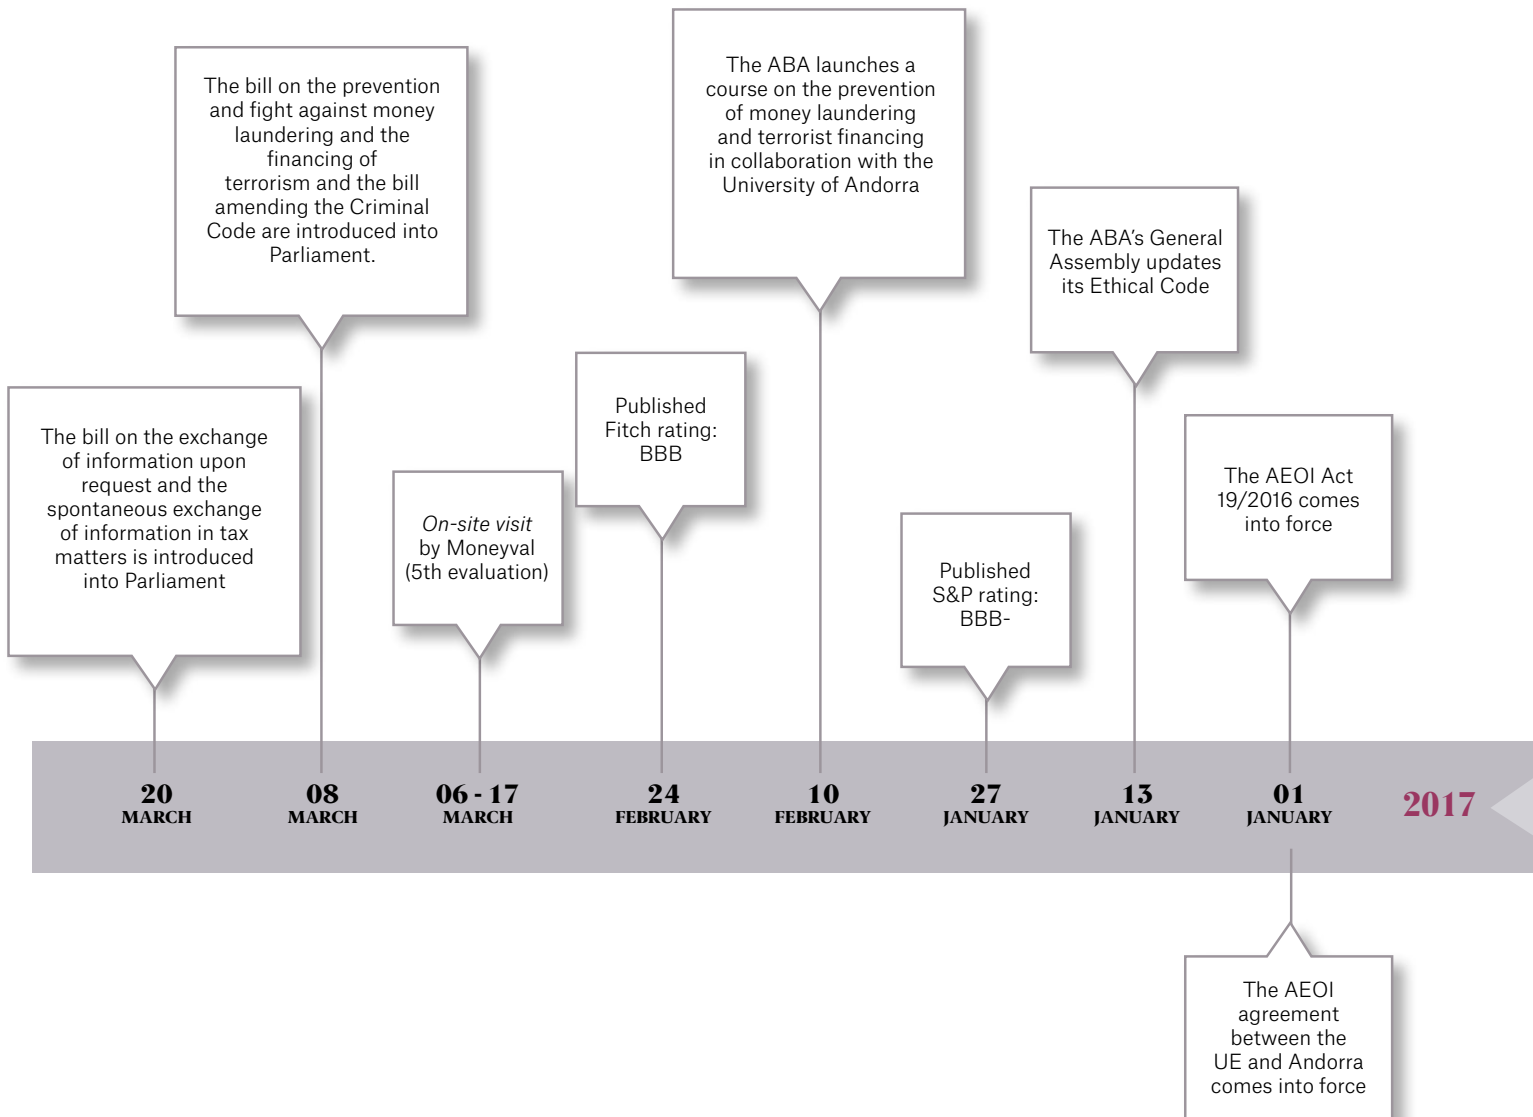 The bill on the exchange
of information upon
request and the
spontaneous exchange
of information in tax
matters is introduced
into Parliament
The bill on the prevention
and fight against money
laundering and the
financing of
terrorism and the bill
amending the Criminal
Code are introduced into
Parliament.
On-site visit
by Moneyval
(5th evaluation)
Published
Fitch rating:
BBB
The ABA launches a
course on the prevention
of money laundering
and terrorist financing
in collaboration with the
University of Andorra
Published
S&P rating:
BBB-
The ABA's General
Assembly updates
its Ethical Code
The AEOI Act
19/2016 comes
into force
20
MARCH
08
MARCH
06 - 17
MARCH
24
FEBRUARY
10
FEBRUARY
27
JANUARY
13
JANUARY
01
JANUARY
2017
The AEOI
agreement
between the
UE and Andorra
comes into force